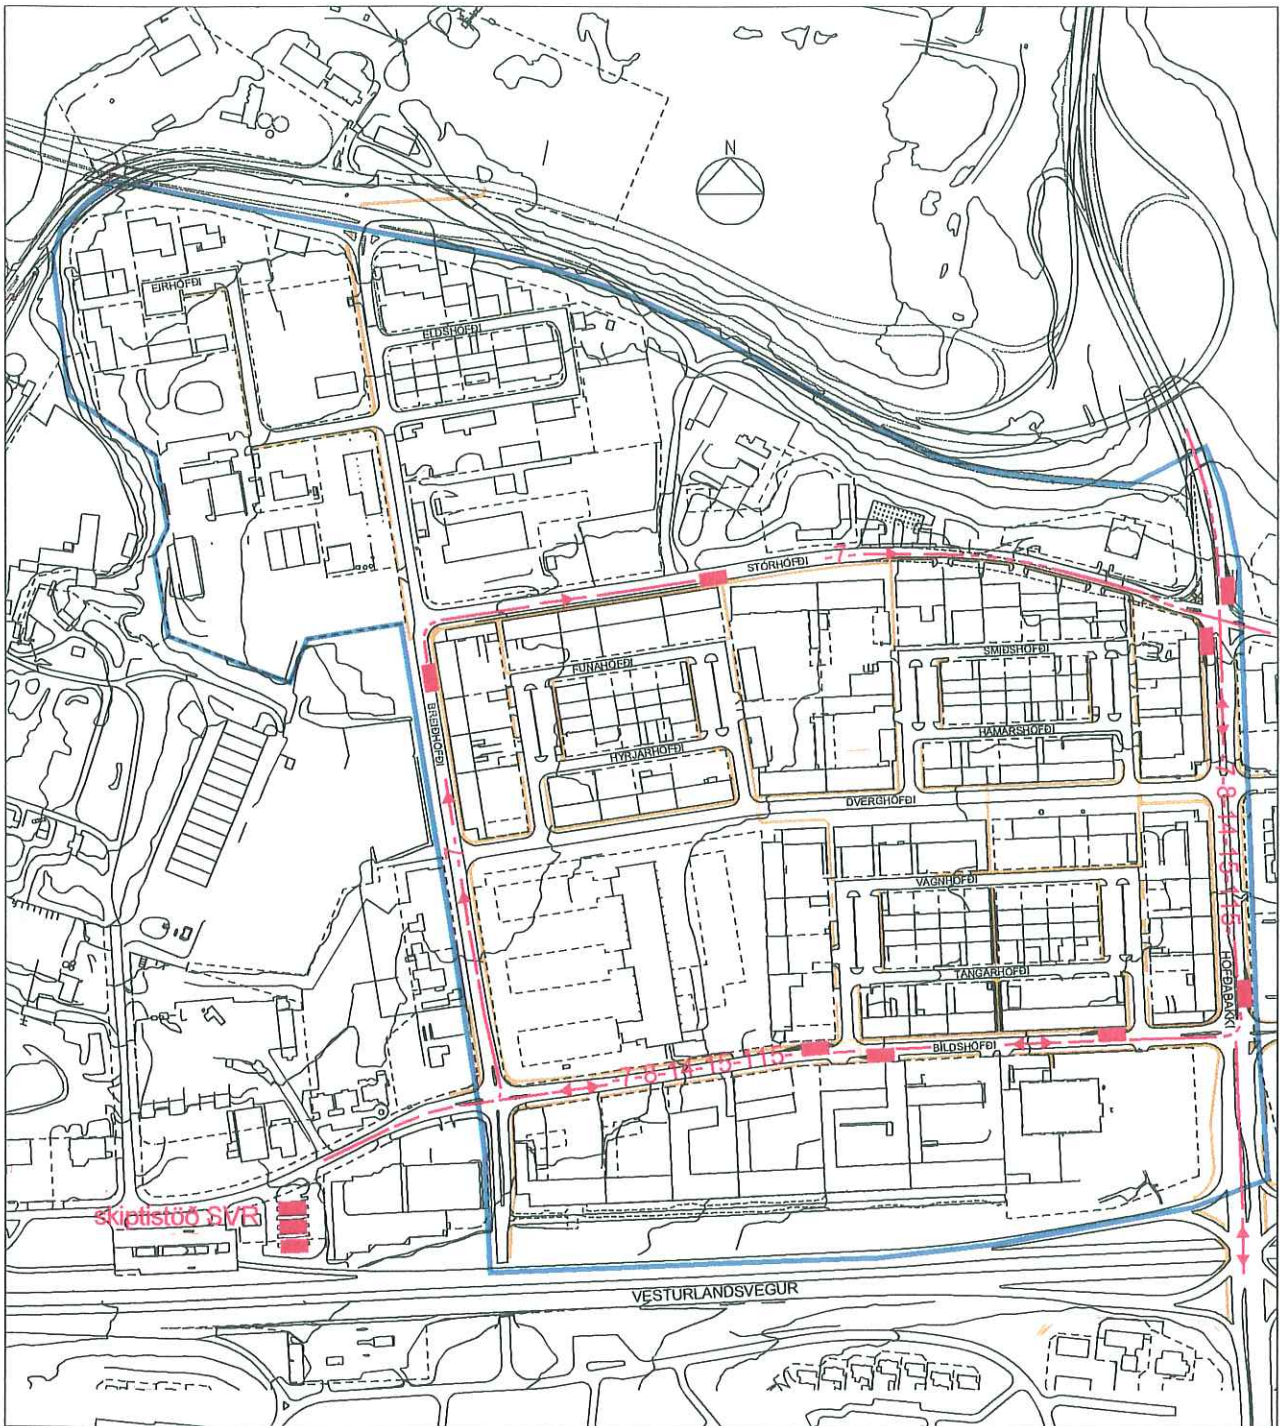 N
EIRHÖFÐI
ELDSHÖFÐI
STÓRHÖFÐI
-7-
FUNAHÖFÐI
SMIÐSHÖFÐI
BREIÐHÖFÐI
HAMARSHÖFÐI
HYRJARHÖFÐI
DVERGHÖFÐI
-7-8-14-15-115-
-7-
VAGNHÖFÐI
TANGARHÖFÐI
HÖFÐABAKKI
BÍLDSHÖFÐI
-7-8-14-15-115-
skiptistöð SVR
VESTURLANDSVEGUR